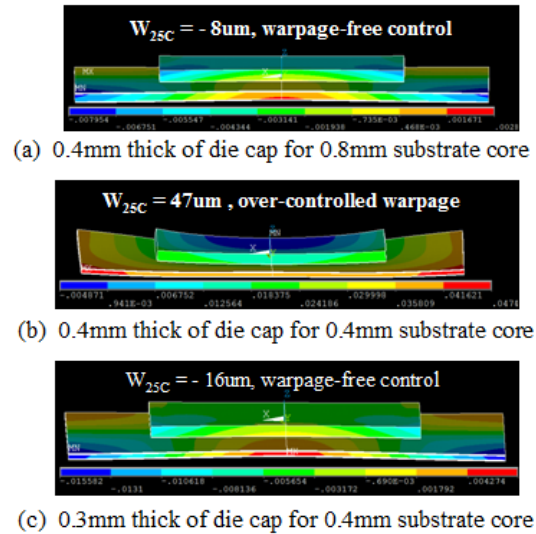 W25C = - 8um, warpage-free control
Z
MX
X
MN
-.007954 -.005547 -.003141 -.735E-03 .001671
-.006751 -.004344 -.001938 .468E-03 .0028
(a) 0.4mm thick of die cap for 0.8mm substrate core
W25C = 47um , over-controlled warpage
MN
X
-.004871 .006752 .018375 .029998 .041621
.941E-03 .012564 .024186 .035809 .0474
(b) 0.4mm thick of die cap for 0.4mm substrate core
W25C = - 16um, warpage-free control
Z
X
MN
-.015582 -.010618 -.005654 -.690E-03 .004274
-.0131 -.008136 -.003172 .001792
(c) 0.3mm thick of die cap for 0.4mm substrate core